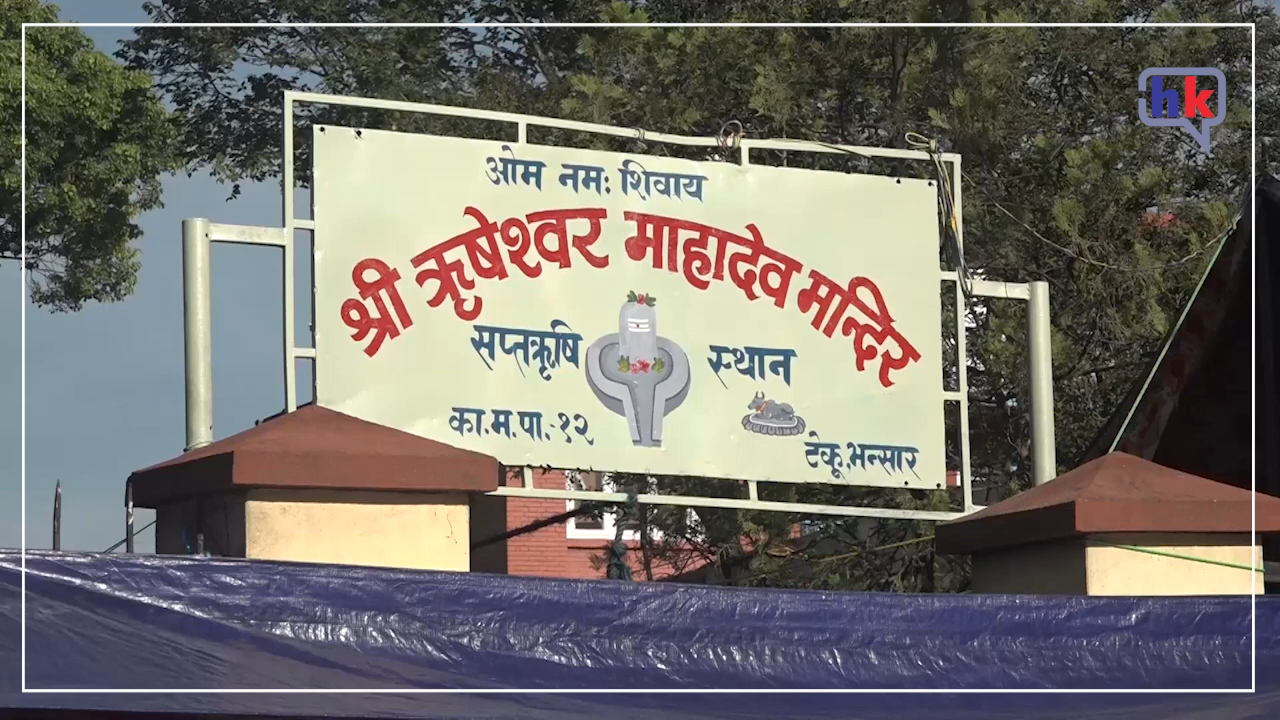 hk
ओम नमः शिवाय
श्री ऋषेश्वर माहादेव मन्दिर
सप्तऋषि स्थान
का.म.पा.-१२
टेकू, भन्सार